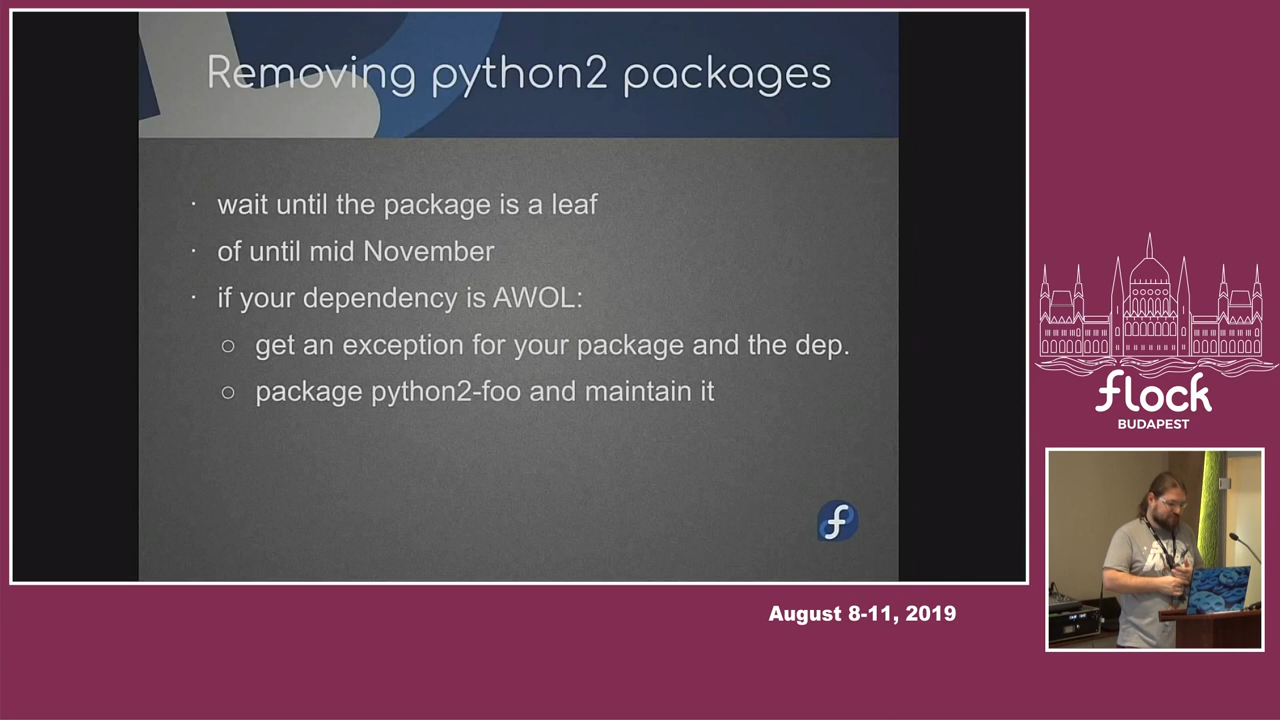 Removing python2 packages
· wait until the package is a leaf
· of until mid November
· if your dependency is AWOL:
○ get an exception for your package and the dep.
○ package python2-foo and maintain it
flock
BUDAPEST
August 8-11, 2019